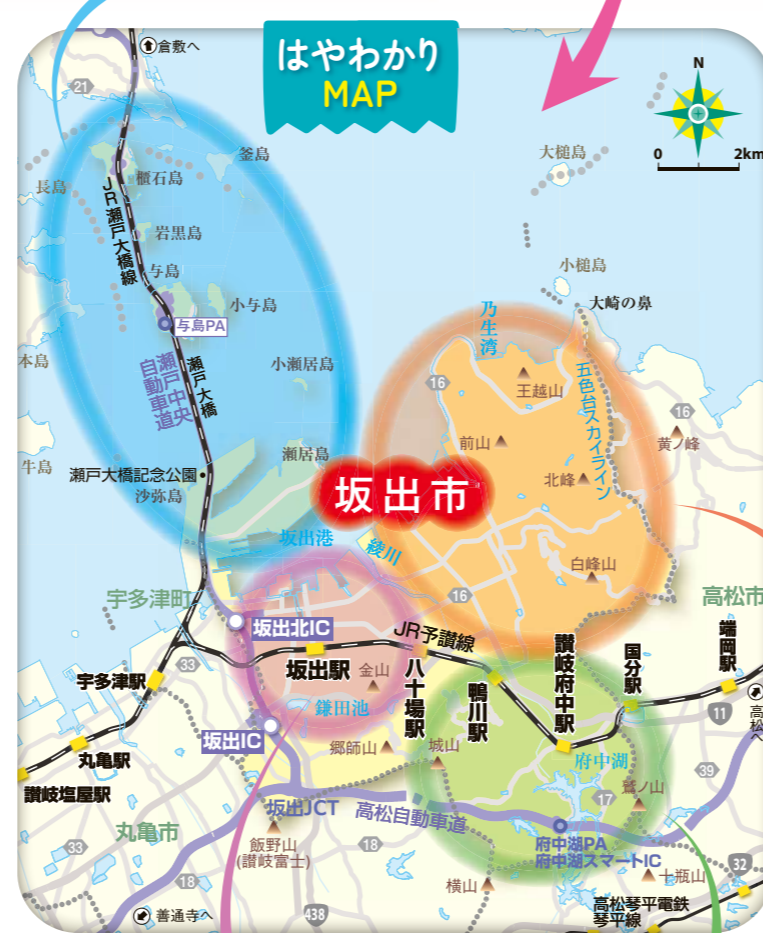 はやわかり
MAP
倉敷へ
N
0 2km
21
釜島
大槌島
長島
櫃石島
JR瀬戸大橋線
岩黒島
与島
小槌島
小与島
大崎の鼻
与島PA
乃生湾
瀬戸中央
自動車道
瀬戸大橋
本島
小瀬居島
16
王越山
五色台スカイライン
16
前山
黄ノ峰
瀬居島
牛島
瀬戸大橋記念公園
北峰
沙弥島
坂出市
坂出港
綾川
白峰山
宇多津町
16
高松市
坂出北IC
JR予讃線
讃岐府中駅
国分駅
端岡駅
33
坂出駅
金山
八十場駅
鴨川駅
宇多津駅
鎌田池
11
高松へ
坂出IC
郷師山
城山
府中湖
丸亀駅
39
讃岐塩屋駅
鷲ノ山
17
坂出JCT
高松自動車道
丸亀市
府中湖PA
府中湖スマートIC
33
飯野山
(讃岐富士)
18
32
十瓶山
18
横山
高松琴平電鉄
琴平線
善通寺へ
438